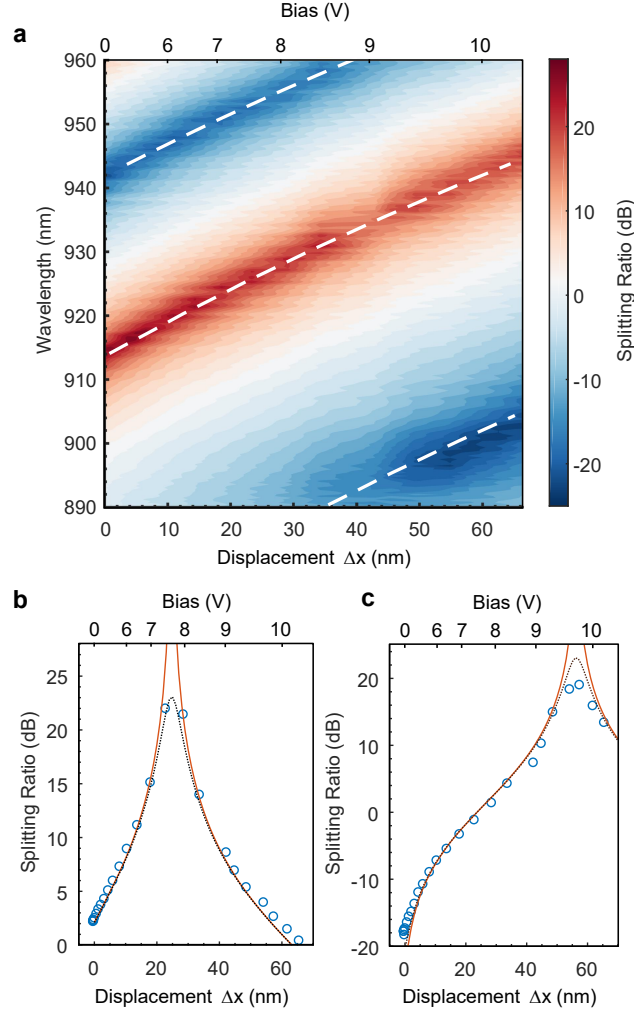 Bias (V)
a
0 6 7 8 9 10
960
950
940
930
920
910
900
890
Wavelength (nm)
0 10 20 30 40 50 60
Displacement Δx (nm)
20
10
0
-10
-20
Splitting Ratio (dB)
b
Bias (V)
0 6 7 8 9 10
25
20
15
10
5
0
Splitting Ratio (dB)
0 20 40 60
Displacement Δx (nm)
c
Bias (V)
0 6 7 8 9 10
20
10
0
-10
-20
Splitting Ratio (dB)
0 20 40 60
Displacement Δx (nm)